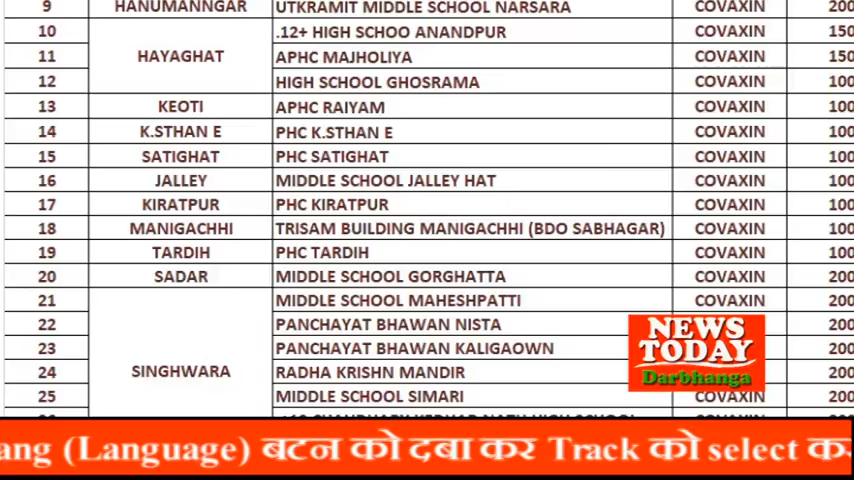 9 HANUMANNGAR UTKRAMIT MIDDLE SCHOOL NARSARA COVAXIN 200
10 .12+ HIGH SCHOO ANANDPUR COVAXIN 150
11 HAYAGHAT APHC MAJHOLIYA COVAXIN 150
12 HIGH SCHOOL GHOSRAMA COVAXIN 100
13 KEOTI APHC RAIYAM COVAXIN 100
14 K.STHAN E PHC K.STHAN E COVAXIN 100
15 SATIGHAT PHC SATIGHAT COVAXIN 100
16 JALLEY MIDDLE SCHOOL JALLEY HAT COVAXIN 100
17 KIRATPUR PHC KIRATPUR COVAXIN 100
18 MANIGACHHI TRISAM BUILDING MANIGACHHI (BDO SABHAGAR) COVAXIN 100
19 TARDIH PHC TARDIH COVAXIN 100
20 SADAR MIDDLE SCHOOL GORGHATTA COVAXIN 200
21 MIDDLE SCHOOL MAHESHPATTI COVAXIN 200
22 PANCHAYAT BHAWAN NISTA 200
23 PANCHAYAT BHAWAN KALIGAOWN 200
24 SINGHWARA RADHA KRISHN MANDIR 200
25 MIDDLE SCHOOL SIMARI COVAXIN 200
NEWS
TODAY
Darbhanga
ang (Language) बटन को दबा कर Track को select